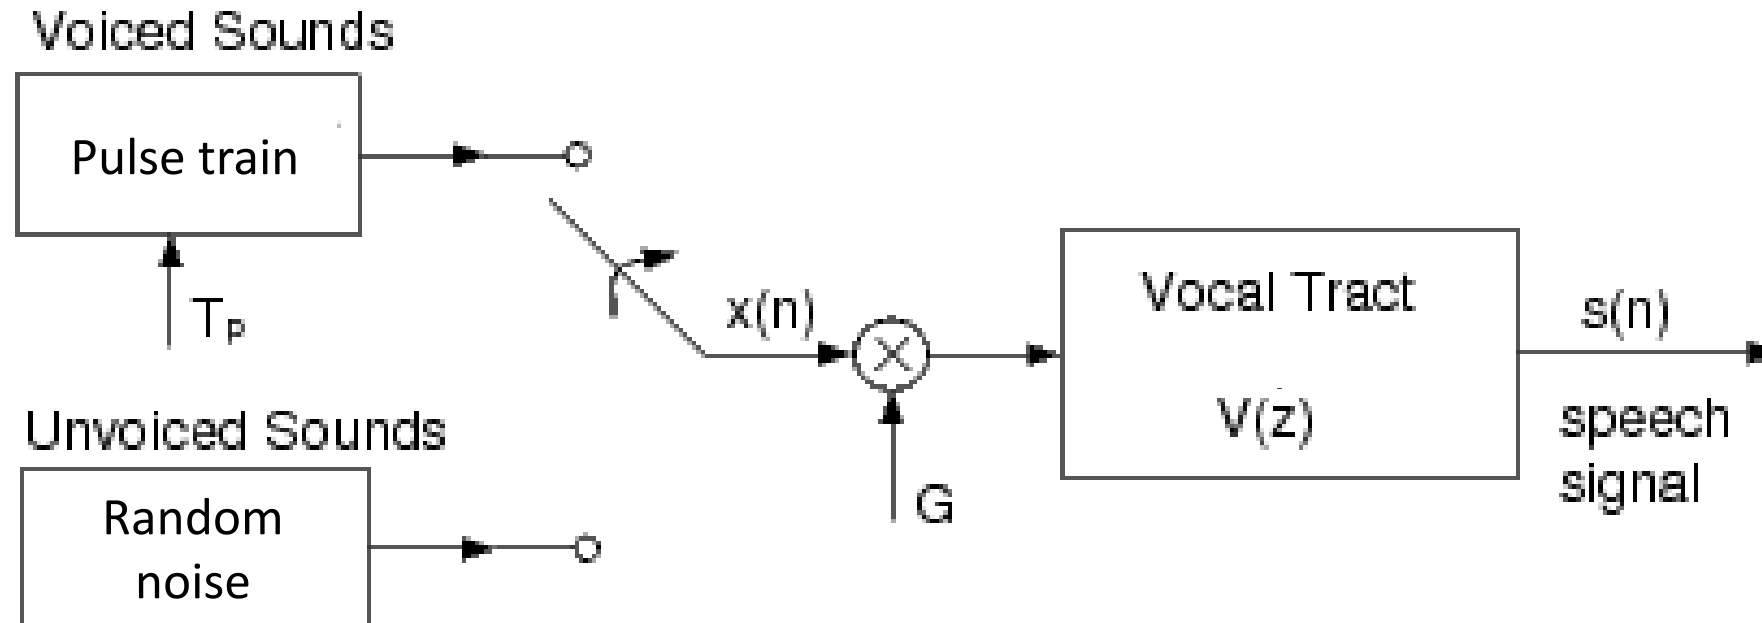 Voiced Sounds
Pulse train
Tp
x(n)
Vocal Tract
V(z)
s(n)
speech
signal
G
Unvoiced Sounds
Random
noise